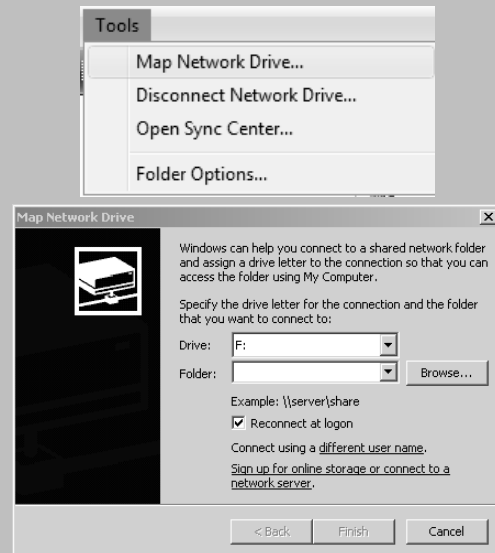 Tools
Map Network Drive...
Disconnect Network Drive...
Open Sync Center...
Folder Options...
Map Network Drive
Windows can help you connect to a shared network folder
and assign a drive letter to the connection so that you can
access the folder using My Computer.
Specify the drive letter for the connection and the folder
that you want to connect to:
Drive: F:
Folder: Browse...
Example: \\server\share
Reconnect at logon
Connect using a different user name.
Sign up for online storage or connect to a
network server.
< Back Finish Cancel